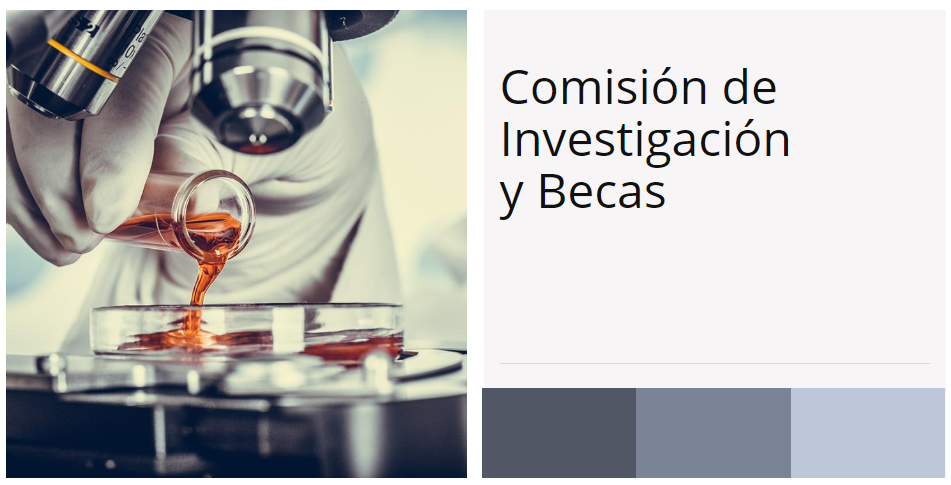 Comisión de
Investigación
y Becas